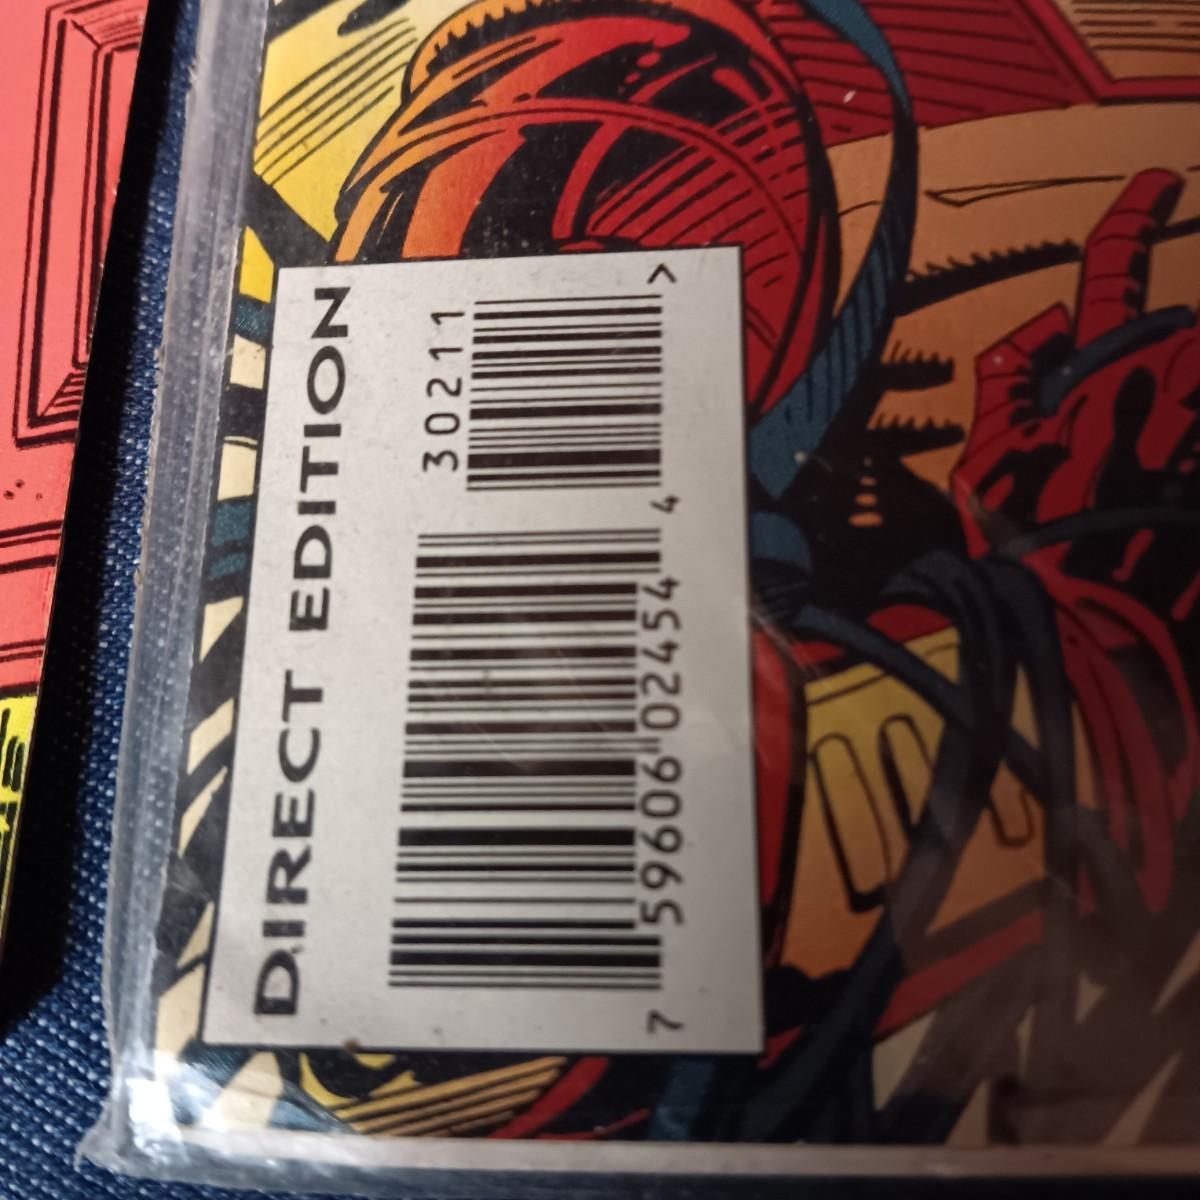 DIRECT EDITION
30211 >
7 59606 02454 4